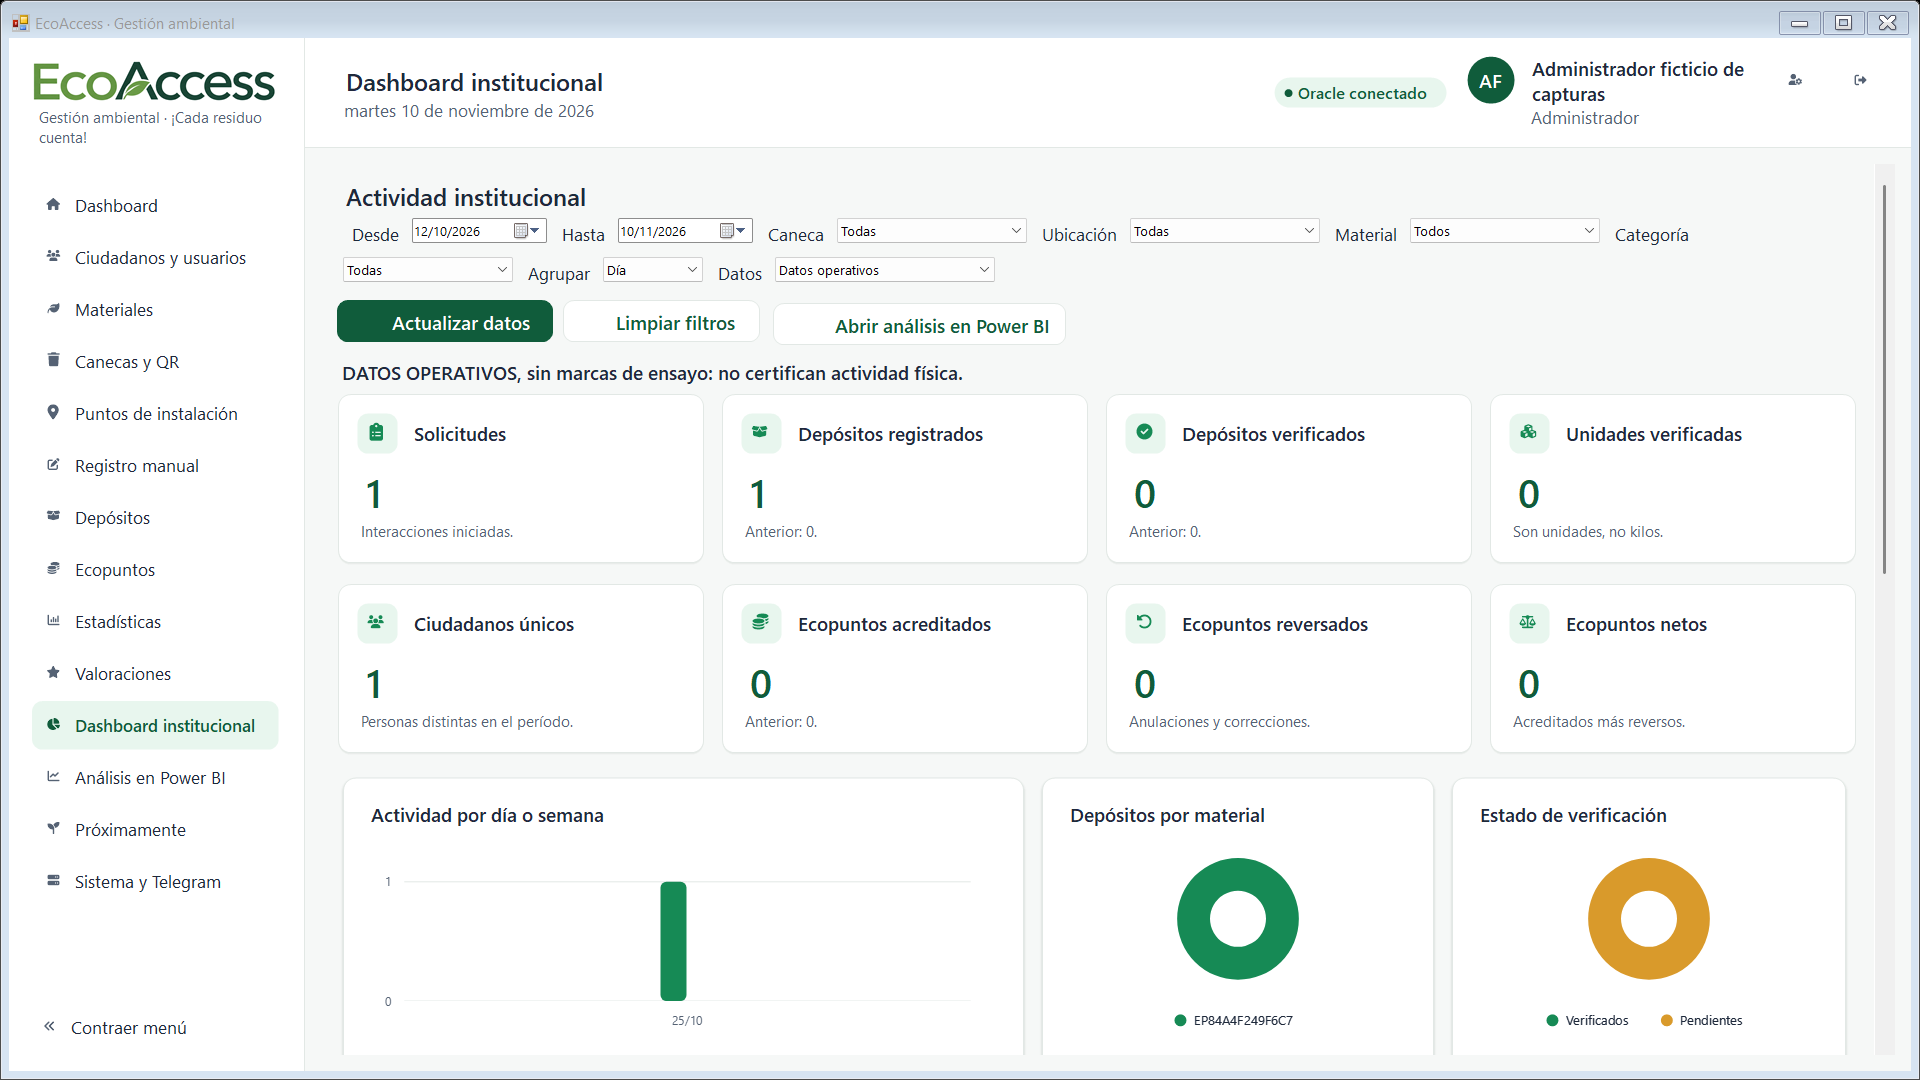 EcoAccess · Gestión ambiental
EcoAccess
Gestión ambiental · ¡Cada residuo
cuenta!
Dashboard
Ciudadanos y usuarios
Materiales
Canecas y QR
Puntos de instalación
Registro manual
Depósitos
Ecopuntos
Estadísticas
Valoraciones
Dashboard institucional
Análisis en Power BI
Próximamente
Sistema y Telegram
Contraer menú
Dashboard institucional
martes 10 de noviembre de 2026
Oracle conectado
AF
Administrador ficticio de
capturas
Administrador
Actividad institucional
Desde 12/10/2026 Hasta 10/11/2026 Caneca Todas Ubicación Todas Material Todos Categoría
Todas Agrupar Día Datos Datos operativos
Actualizar datos Limpiar filtros Abrir análisis en Power BI
DATOS OPERATIVOS, sin marcas de ensayo: no certifican actividad física.
Solicitudes
1
Interacciones iniciadas.
Depósitos registrados
1
Anterior: 0.
Depósitos verificados
0
Anterior: 0.
Unidades verificadas
0
Son unidades, no kilos.
Ciudadanos únicos
1
Personas distintas en el período.
Ecopuntos acreditados
0
Anterior: 0.
Ecopuntos reversados
0
Anulaciones y correcciones.
Ecopuntos netos
0
Acreditados más reversos.
Actividad por día o semana
1
0
25/10
Depósitos por material
EP84A4F249F6C7
Estado de verificación
Verificados Pendientes